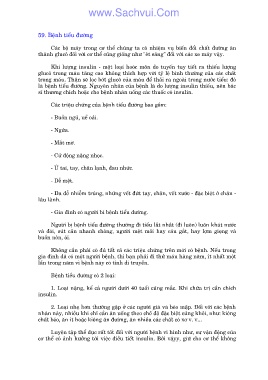 www.SachVui.Com
59. Bệnh tiểu đường
Các bộ máy trong cơ thể chúng ta có nhiệm vụ biến đổi chất đường ăn
thành glucô đối với cơ thể cũng giống như "ét xăng" đối với các xe máy vậy.
Khi lượng insulin - một loại hoóc môn do tuyến tụy tiết ra thiếu lượng
glucô trong máu tăng cao không thích hợp với tỷ lệ bình thường của các chất
trong máu. Thận sẽ lọc bớt glucô của máu để thải ra ngoài trong nước tiểu: đó
là bệnh tiểu đường. Nguyên nhân của bệnh là do lượng insulin thiếu, nên bác
sĩ thường chích hoặc cho bệnh nhân uống các thuốc có insulin.
Các triệu chứng của bệnh tiểu đường bao gồm:
- Buồn ngủ, uể oải.
- Ngứa.
- Mắt mờ.
- Cử động nặng nhọc.
- Ù tai, tay, chân lạnh, đau nhức.
- Dễ mệt.
- Da dễ nhiễm trùng, những vết đứt tay, chân, vết xước - đặc biệt ở chân -
lâu lành.
- Gia đình có người bị bệnh tiểu đường.
Người bị bệnh tiểu đường thường đi tiểu lắt nhắt (đi luôn) luôn khát nước
và đói, sút cân nhanh chóng, người mệt mỏi hay cáu gắt, hay lợm giọng và
buồn nôn, ói.
Không cần phải có đủ tất cả các triệu chứng trên mới có bệnh. Nếu trong
gia đình đã có một người bệnh, thì bạn phải đi thử máu hàng năm, ít nhất một
lần trong năm vì bệnh này có tính di truyền.
Bệnh tiểu đường có 2 loại:
1. Loại nặng, kể cả người dưới 40 tuổi cũng mắc. Khi chữa trị cần chích
insulin.
2. Loại nhẹ hơn thường gặp ở các người già và béo mập. Đối với các bệnh
nhân này, nhiều khi chỉ cần ăn uống theo chế độ đặc biệt cũng khỏi, như kiêng
chất béo, ăn ít hoặc kiêng ăn đường, ăn nhiều các chất có xơ v. v...
Luyện tập thể dục rất tốt đối với người bệnh vì hình như, sự vận động của
cơ thể có ảnh hưởng tới việc điều tiết insulin. Bởi vậy, giữ cho cơ thể không